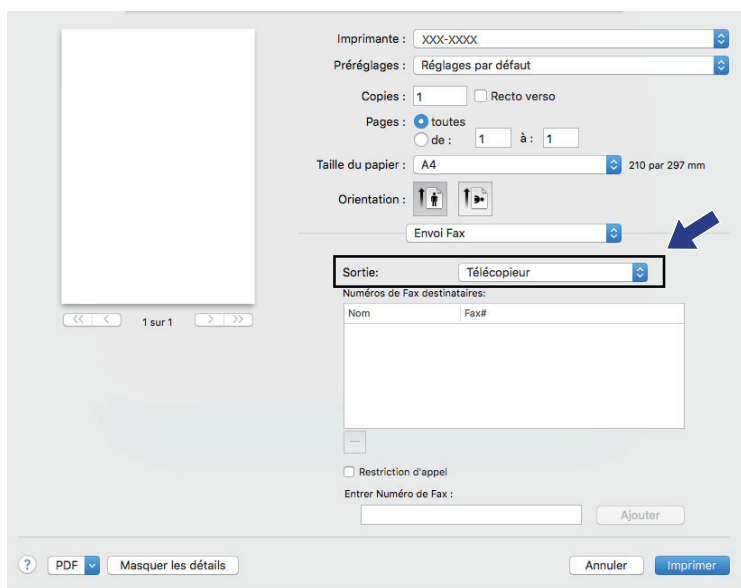 Imprimante : XXX-XXXX
Préréglages : Réglages par défaut
Copies : 1 Recto verso
Pages : toutes
de : 1 à : 1
Taille du papier : A4 210 par 297 mm
Orientation :
Envoi Fax
Sortie: Télécopieur
Numéros de Fax destinataires:
Nom Fax#
1 sur 1
Restriction d'appel
Entrer Numéro de Fax :
Ajouter
? PDF Masquer les détails Annuler Imprimer